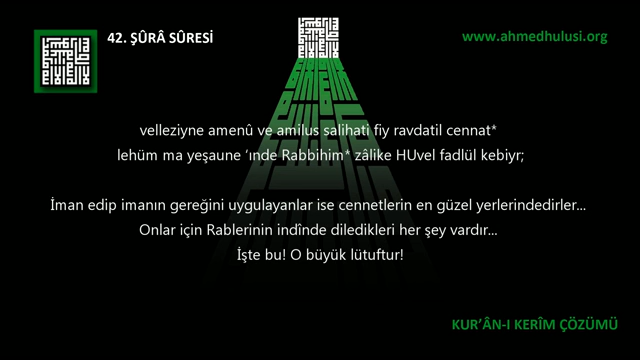 42. ŞÛRÂ SÛRESİ
www.ahmedhulusi.org
velleziyne amenû ve amilus salihati fiy ravdatil cennat*
lehüm ma yeşaune ‘ınde Rabbihim* zâlike HUvel fadlül kebiyr;
İman edip imanın gereğini uygulayanlar ise cennetlerin en güzel yerlerindedirler...
Onlar için Rablerinin indînde diledikleri her şey vardır...
İşte bu! O büyük lütuftur!
KUR’ÂN-I KERÎM ÇÖZÜMÜ